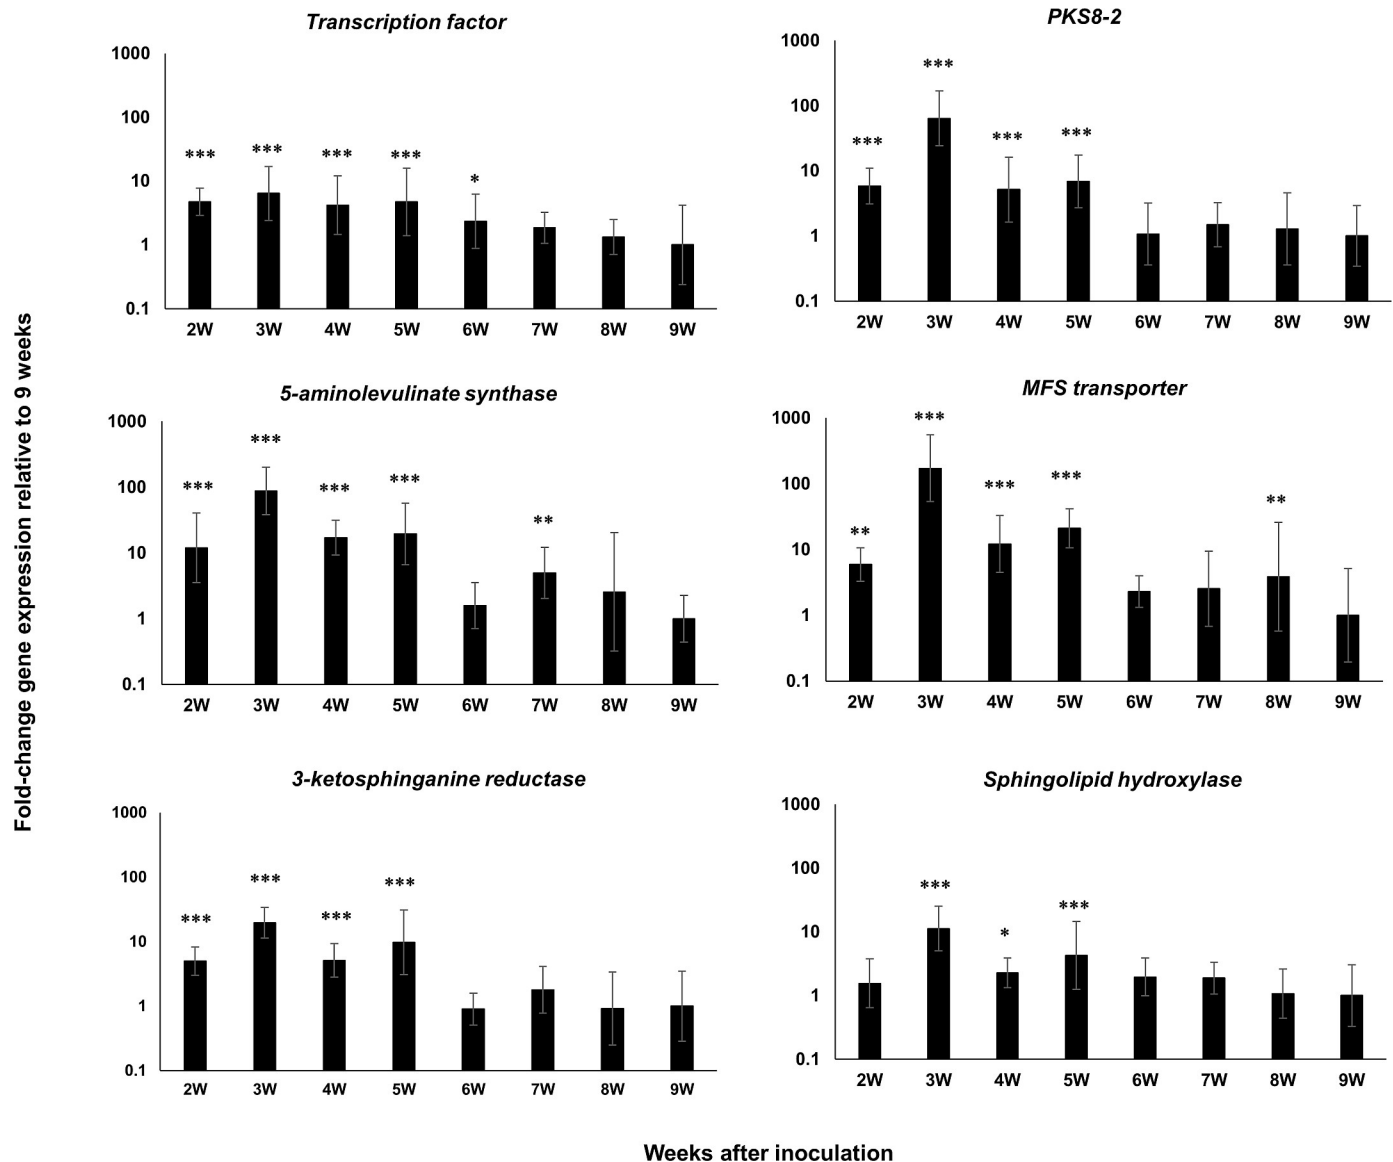 Transcription factor
1000
100
10
1
0.1
*** *** *** *** *
2W 3W 4W 5W 6W 7W 8W 9W
PKS8-2
1000
100
10
1
0.1
*** *** *** ***
2W 3W 4W 5W 6W 7W 8W 9W
Fold-change gene expression relative to 9 weeks
5-aminolevulinate synthase
1000
100
10
1
0.1
*** *** *** *** **
2W 3W 4W 5W 6W 7W 8W 9W
MFS transporter
1000
100
10
1
0.1
** *** *** *** **
2W 3W 4W 5W 6W 7W 8W 9W
3-ketosphinganine reductase
1000
100
10
1
0.1
*** *** *** ***
2W 3W 4W 5W 6W 7W 8W 9W
Sphingolipid hydroxylase
1000
100
10
1
0.1
*** * ***
2W 3W 4W 5W 6W 7W 8W 9W
Weeks after inoculation